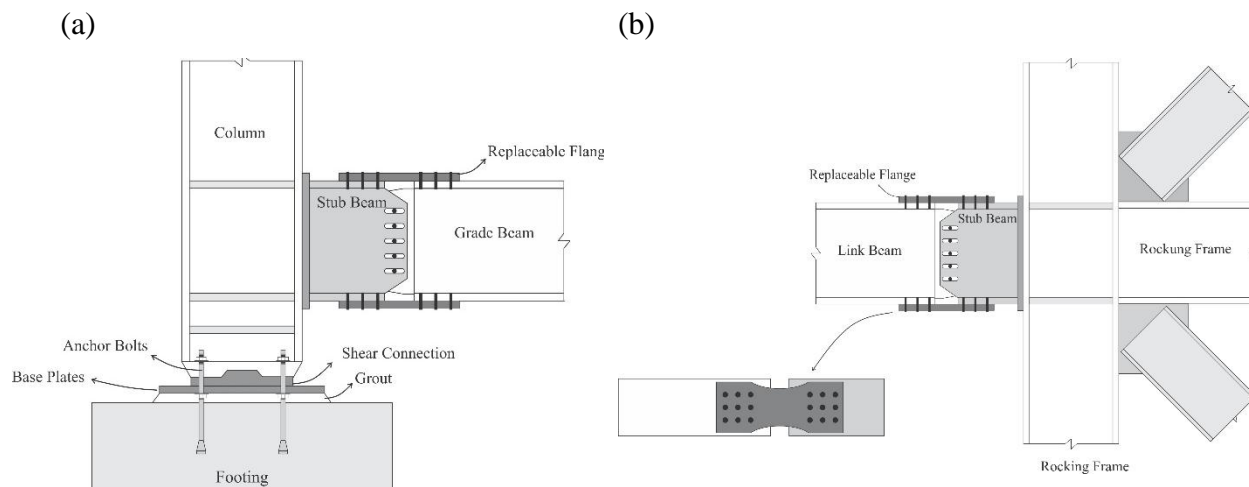 (a)
(b)
Column
Replaceable Flang
Stub Beam
Grade Beam
Anchor Bolts
Shear Connection
Base Plates
Grout
Footing
Replaceable Flange
Stub Beam
Link Beam
Rockung Frame
Rocking Frame